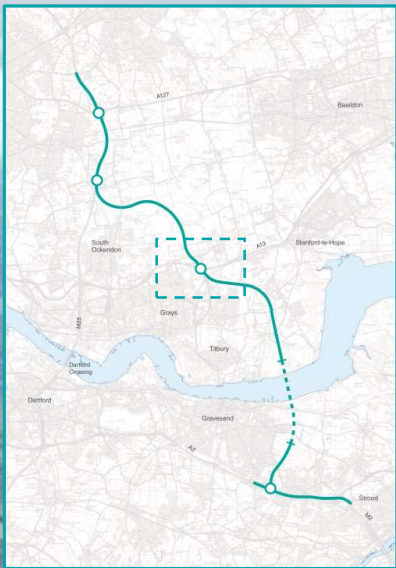 A127
Basildon
South
Ockendon
A13
Stanford-le-Hope
Grays
M25
Tilbury
Dartford
Crossing
Dartford
Gravesend
A2
Strood
M2